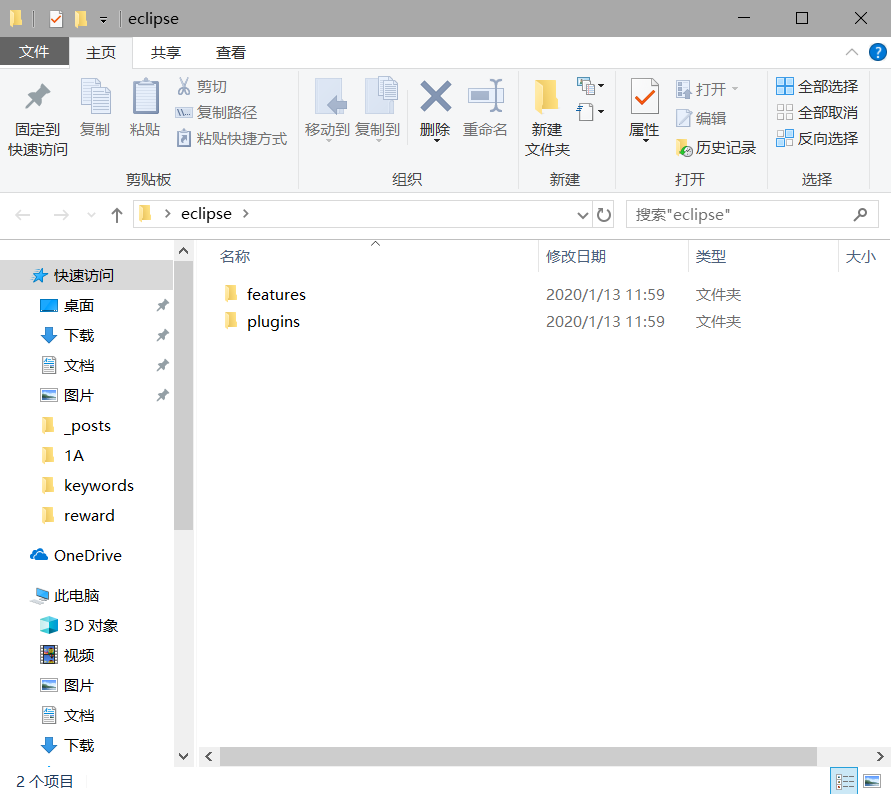 eclipse
文件 主页 共享 查看
固定到快速访问
复制
粘贴
剪切
复制路径
粘贴快捷方式
剪贴板
移动到
复制到
删除
重命名
组织
新建文件夹
新建
属性
打开
编辑
历史记录
打开
全部选择
全部取消
反向选择
选择
eclipse
搜索"eclipse"
快速访问
桌面
下载
文档
图片
_posts
1A
keywords
reward
OneDrive
此电脑
3D 对象
视频
图片
文档
下载
名称 修改日期 类型 大小
features 2020/1/13 11:59 文件夹
plugins 2020/1/13 11:59 文件夹
2 个项目